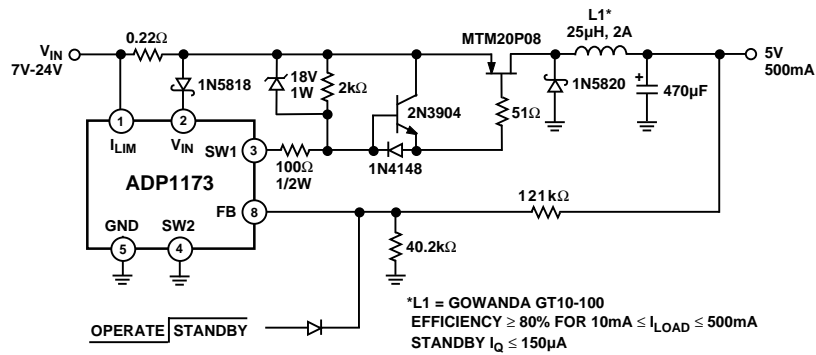 L1*
25µH, 2A
V_IN
7V-24V
0.22Ω
MTM20P08
5V
500mA
1N5818
18V
1W
2kΩ
2N3904
51Ω
1N5820
+
470µF
1
2
I_LIM
V_IN
SW1
3
100Ω
1/2W
1N4148
ADP1173
FB
8
121kΩ
GND
SW2
5
4
40.2kΩ
*L1 = GOWANDA GT10-100
EFFICIENCY ≥ 80% FOR 10mA ≤ I_LOAD ≤ 500mA
STANDBY I_Q ≤ 150µA
OPERATE STANDBY